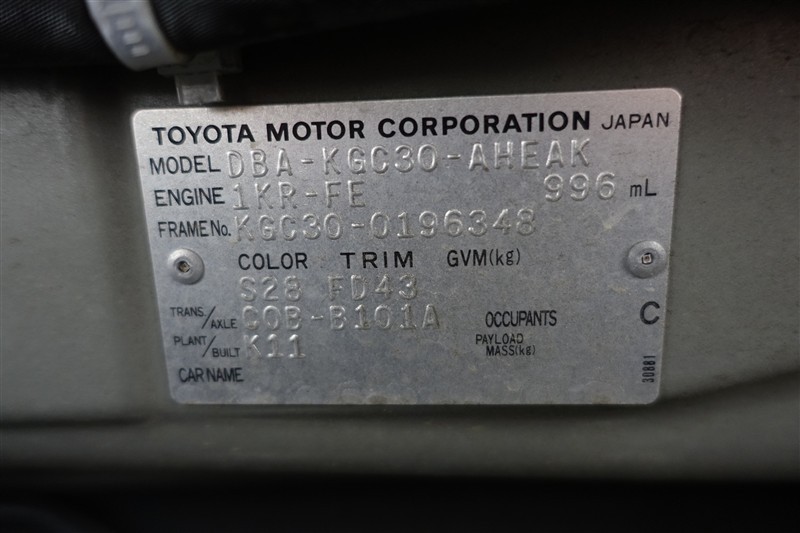 TOYOTA MOTOR CORPORATION JAPAN
MODEL DBA-KGC30-AHEAK
ENGINE 1KR-FE 996 mL
FRAME No. KGC30-0196348
COLOR TRIM GVM(kg)
S28 FD43
TRANS./AXLE C0B-B101A OCCUPANTS C
PLANT/BUILT K11 PAYLOAD MASS(kg)
CAR NAME
30BB1